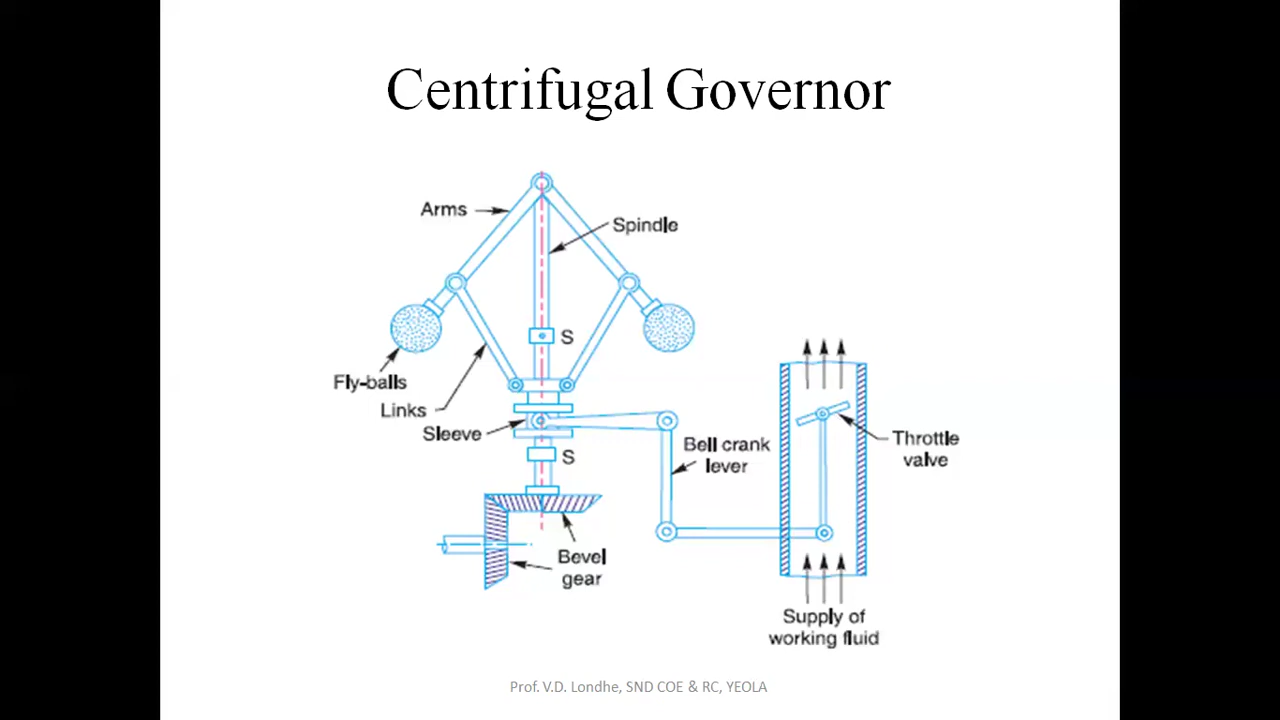 Centrifugal Governor
Arms
Spindle
S
Fly-balls
Links
Sleeve
S
Bell crank
lever
Throttle
valve
Bevel
gear
Supply of
working fluid
Prof. V.D. Londhe, SND COE & RC, YEOLA